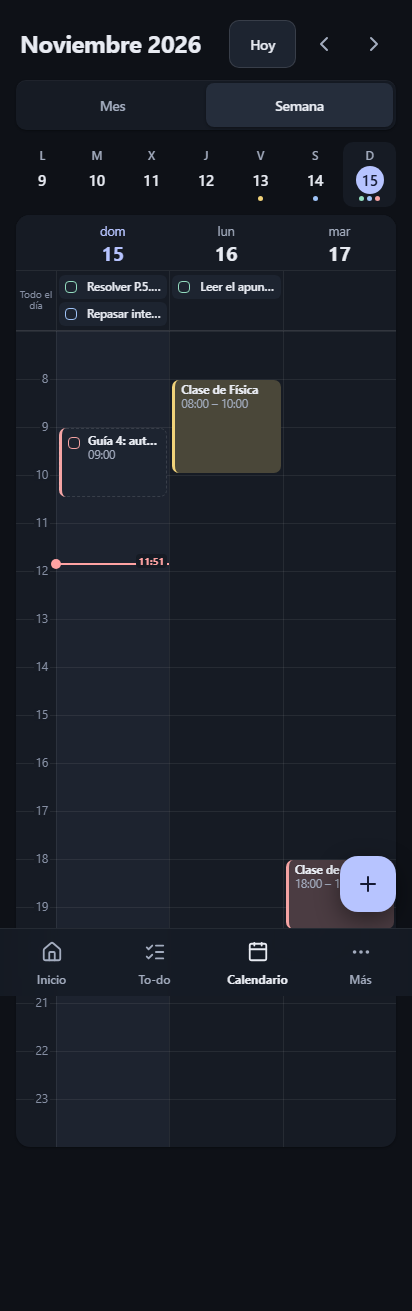 Noviembre 2026
Hoy
Mes
Semana
L M X J V S D
9 10 11 12 13 14 15
dom lun mar
15 16 17
Todo el día
Resolver P.5....
Leer el apun...
Repasar inte...
8
Clase de Física
08:00 – 10:00
9
Guía 4: aut...
09:00
10
11
11:51
12
13
14
15
16
17
18
Clase de
18:00 – 1
19
Inicio
To-do
Calendario
Más
21
22
23